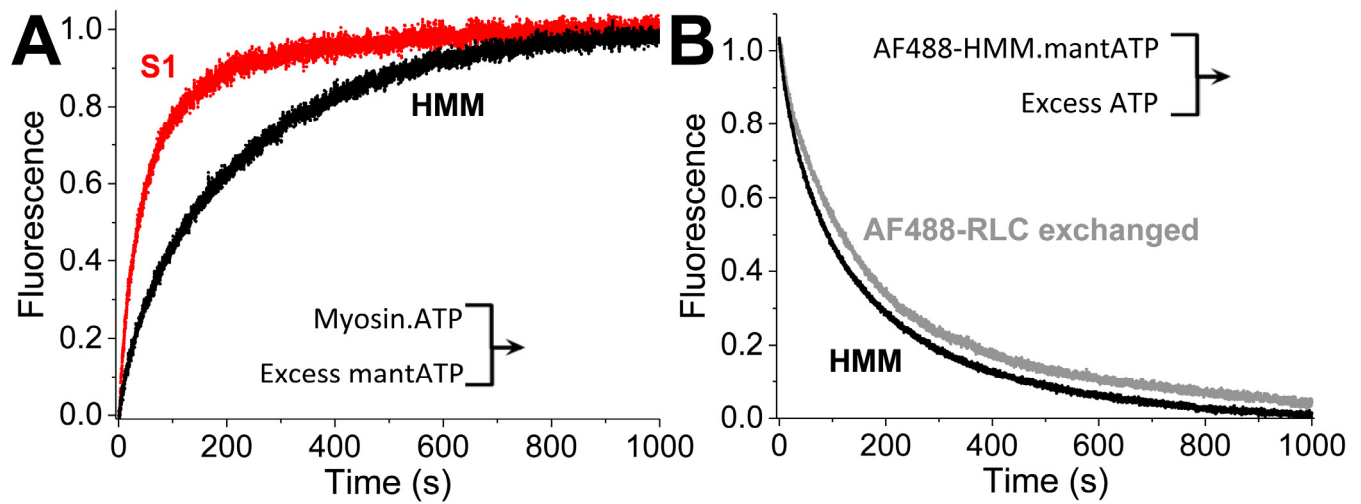 A
Fluorescence
1.0
0.8
0.6
0.4
0.2
0.0
S1
HMM
Myosin.ATP
Excess mantATP
0
200
400
600
800
1000
Time (s)
B
Fluorescence
1.0
0.8
0.6
0.4
0.2
0.0
AF488-HMM.mantATP
Excess ATP
AF488-RLC exchanged
HMM
0
200
400
600
800
1000
Time (s)